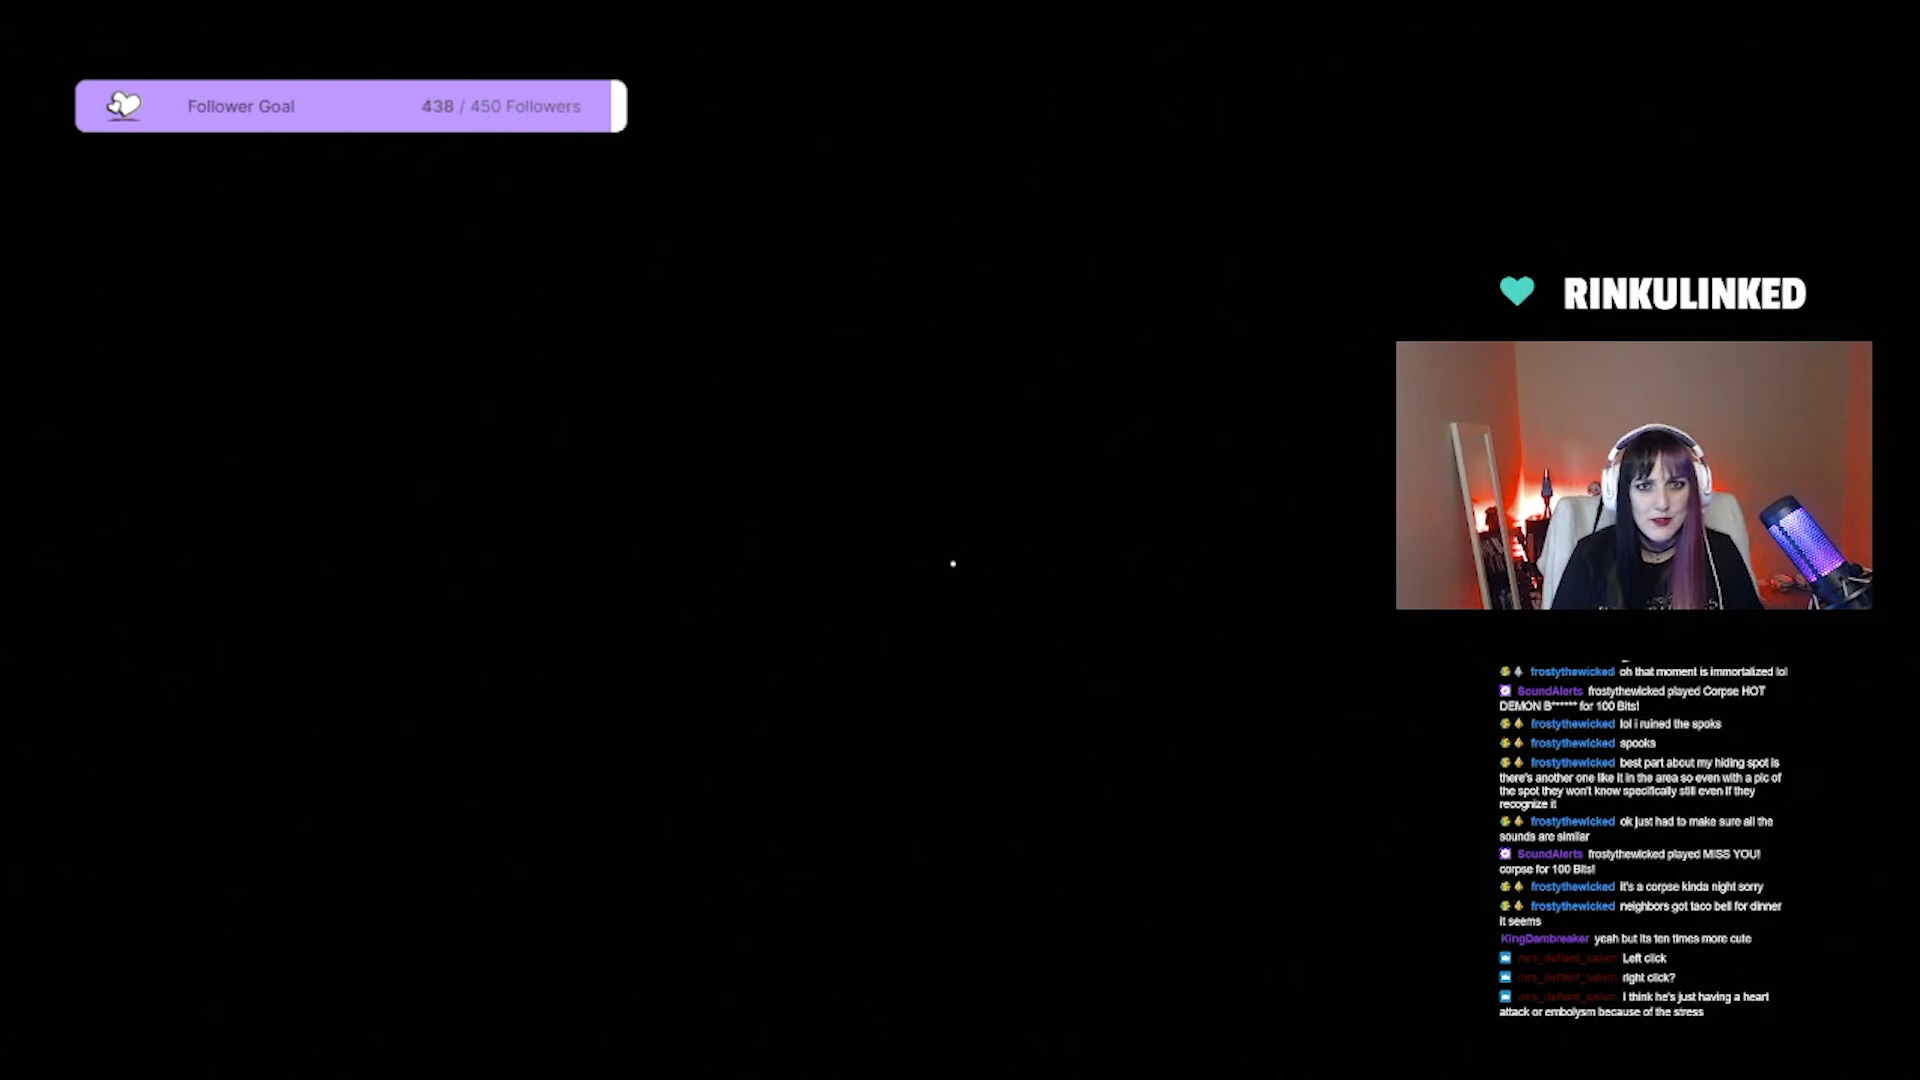 Follower Goal 438 / 450 Followers
RINKULINKED
frostythewicked oh that moment is immortalized lol
SoundAlerts frostythewicked played Corpse HOT
DEMON B****** for 100 Bits!
frostythewicked lol i ruined the spoks
frostythewicked spooks
frostythewicked best part about my hiding spot is
there's another one like it in the area so even with a pic of
the spot they won't know specifically still even if they
recognize it
frostythewicked ok just had to make sure all the
sounds are similar
SoundAlerts frostythewicked played MISS YOU!
corpse for 100 Bits!
frostythewicked it's a corpse kinda night sorry
frostythewicked neighbors got taco bell for dinner
it seems
KingDambreaker yeah but its ten times more cute
mrs_defient_salem Left click
mrs_defient_salem right click?
mrs_defient_salem I think he's just having a heart
attack or embolysm because of the stress